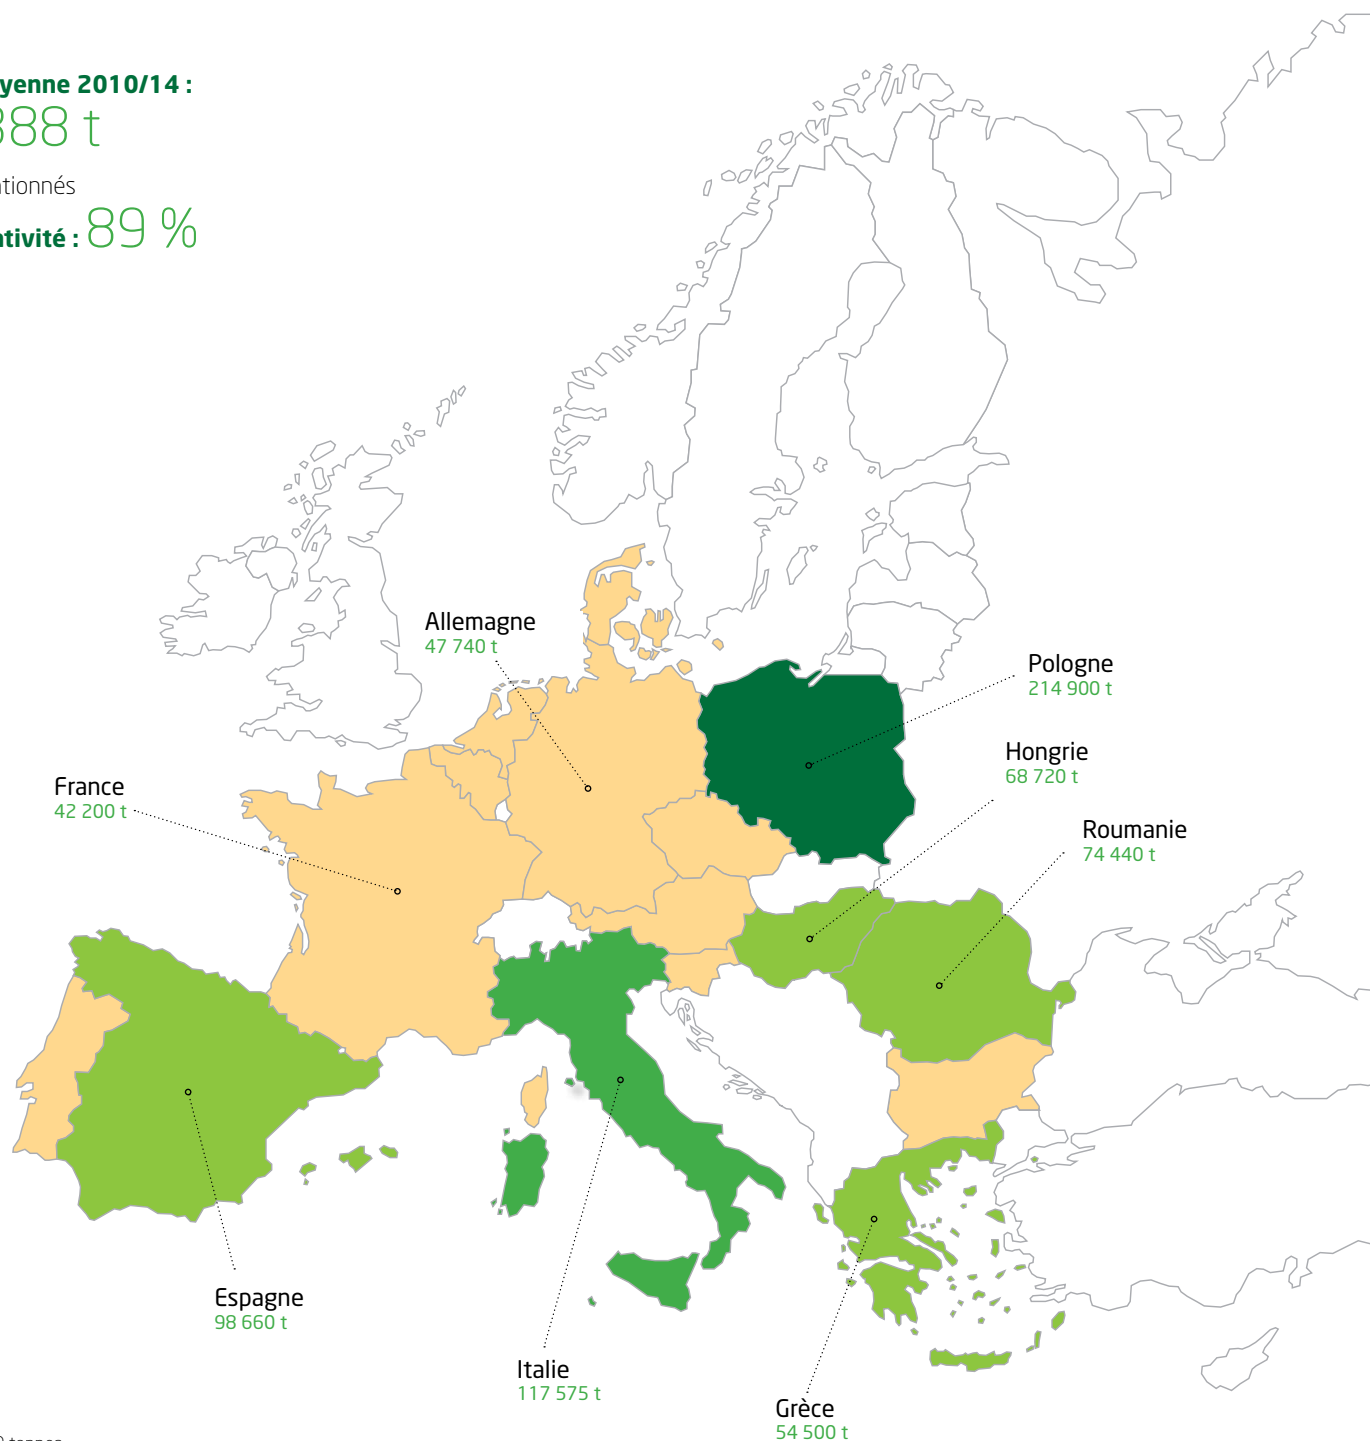 yenne 2010/14 :
388 t
tionnés
ativité : 89 %
Allemagne
47 740 t
Pologne
214 900 t
Hongrie
68 720 t
France
42 200 t
Roumanie
74 440 t
Espagne
98 660 t
Italie
117 575 t
Grèce
54 500 t